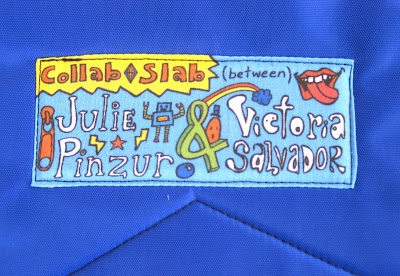 Collab Slab (between)
Julie & Victoria
Pinzur Salvador